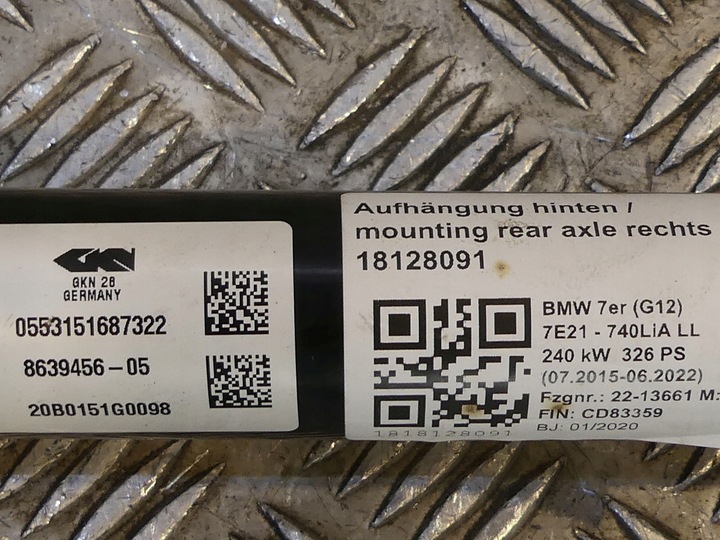 GKN
GKN 28
GERMANY
0553151687322
8639456-05
20B0151G0098
Aufhängung hinten /
mounting rear axle rechts
18128091
BMW 7er (G12)
7E21 - 740LiA LL
240 kW 326 PS
(07.2015-06.2022)
Fzgnr.: 22-13661 M:
FIN: CD83359
BJ: 01/2020
1818128091